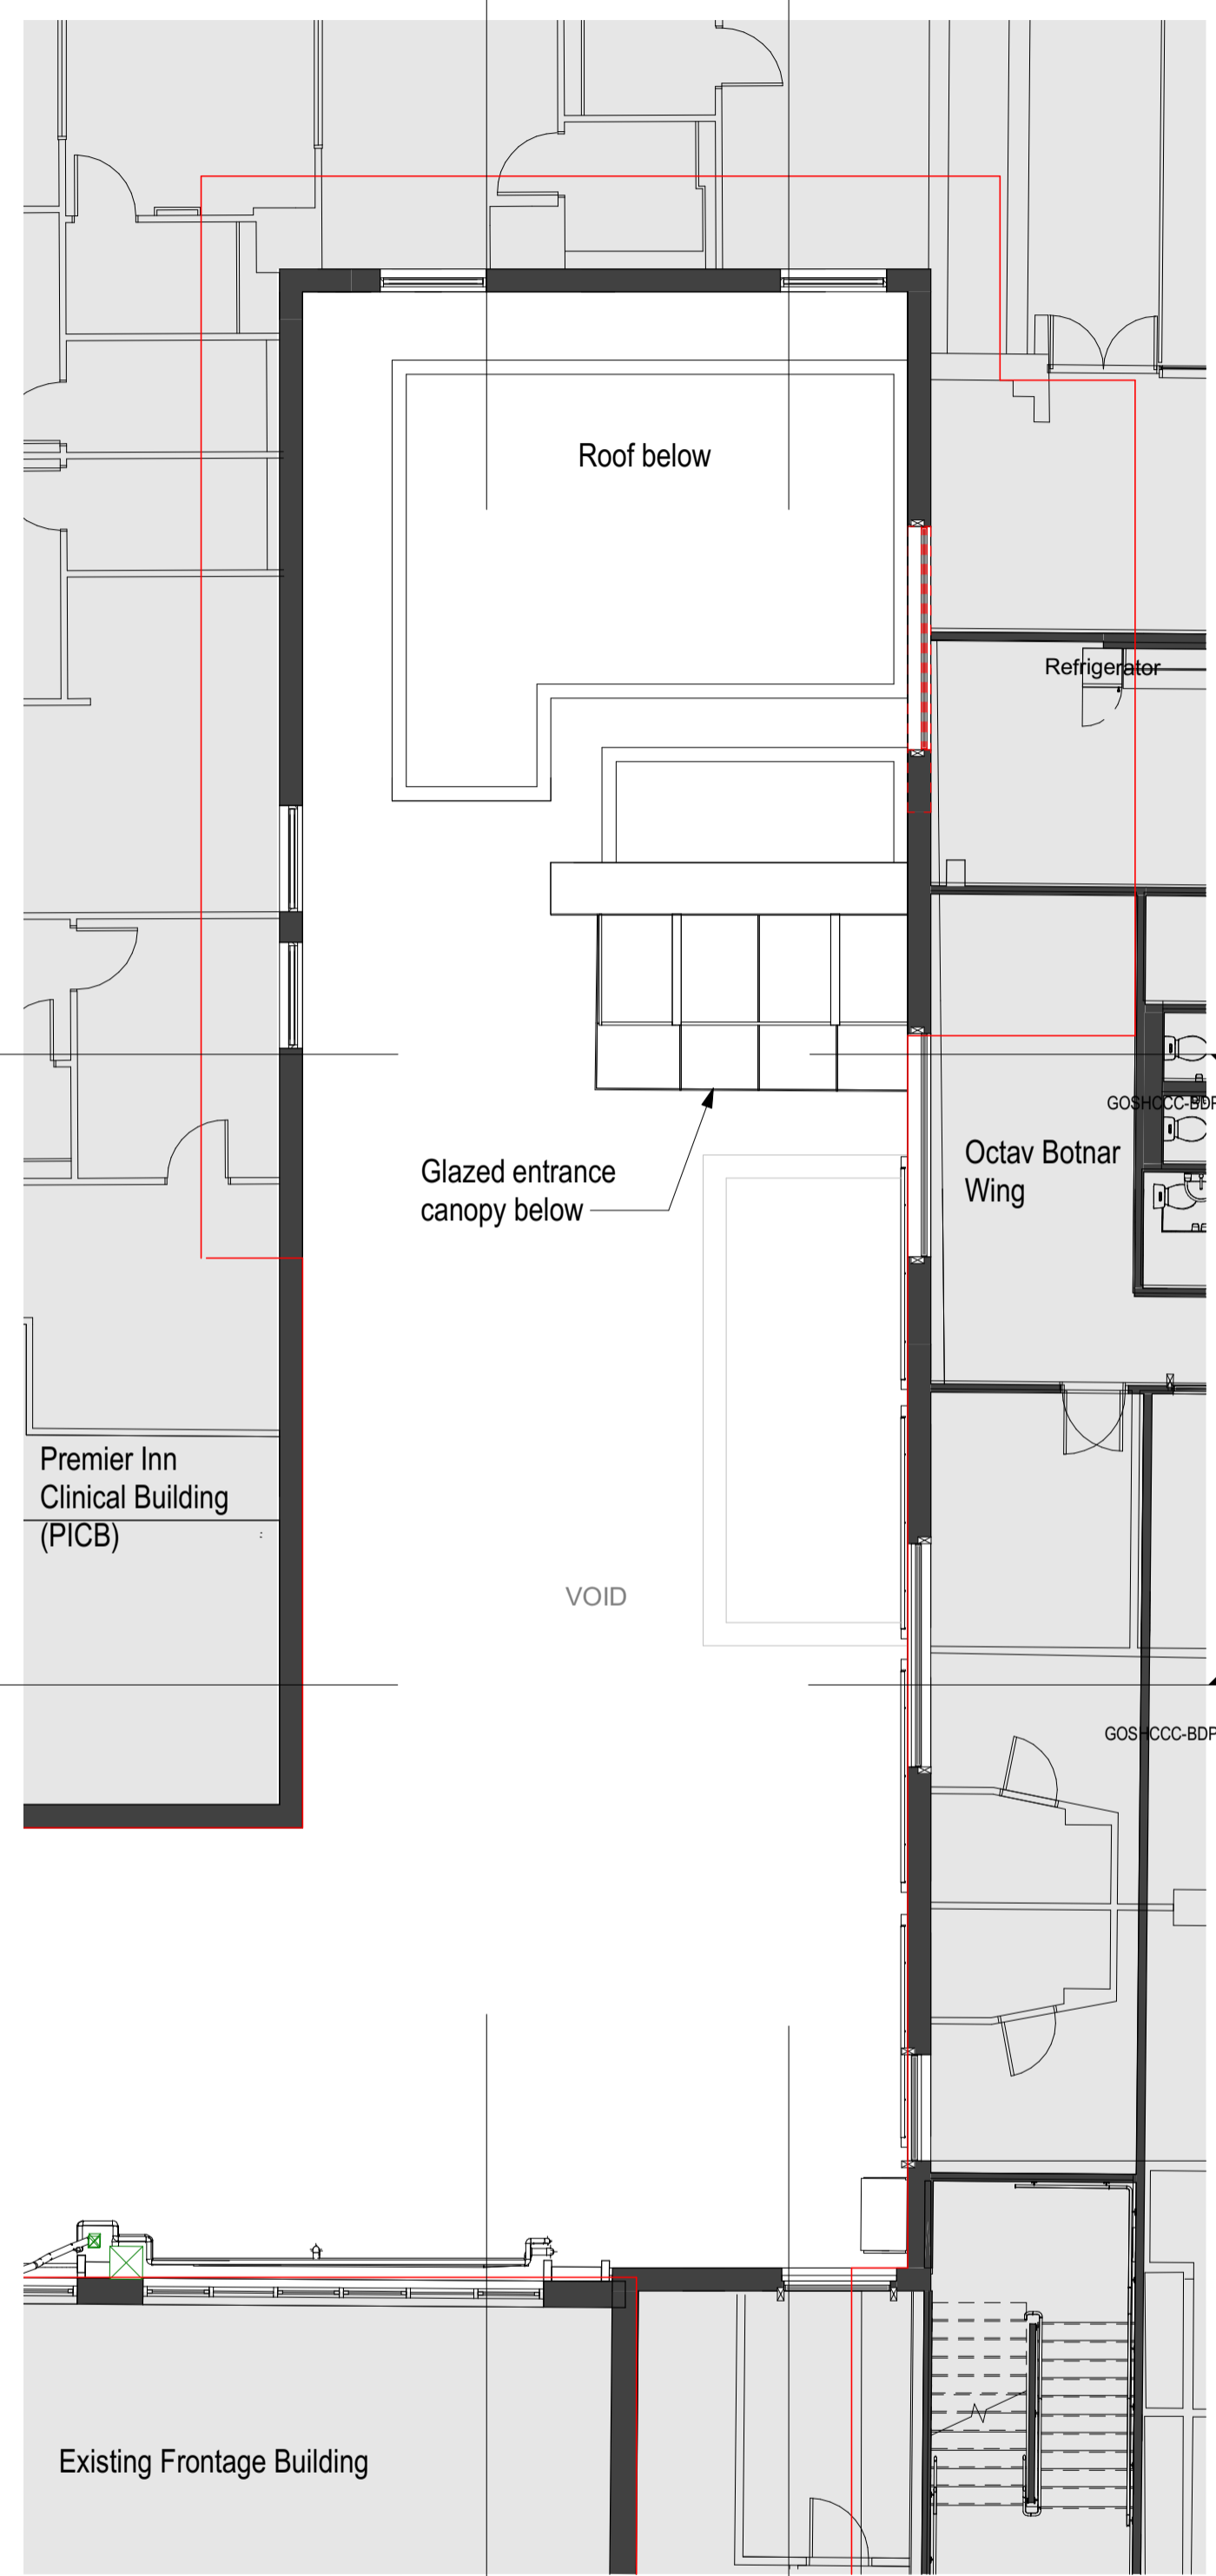 Roof below
Refrigerator
GOSHCCC-BDP
Octav Botnar
Wing
Glazed entrance
canopy below
Premier Inn
Clinical Building
(PICB)
VOID
GOSHCCC-BDP
Existing Frontage Building